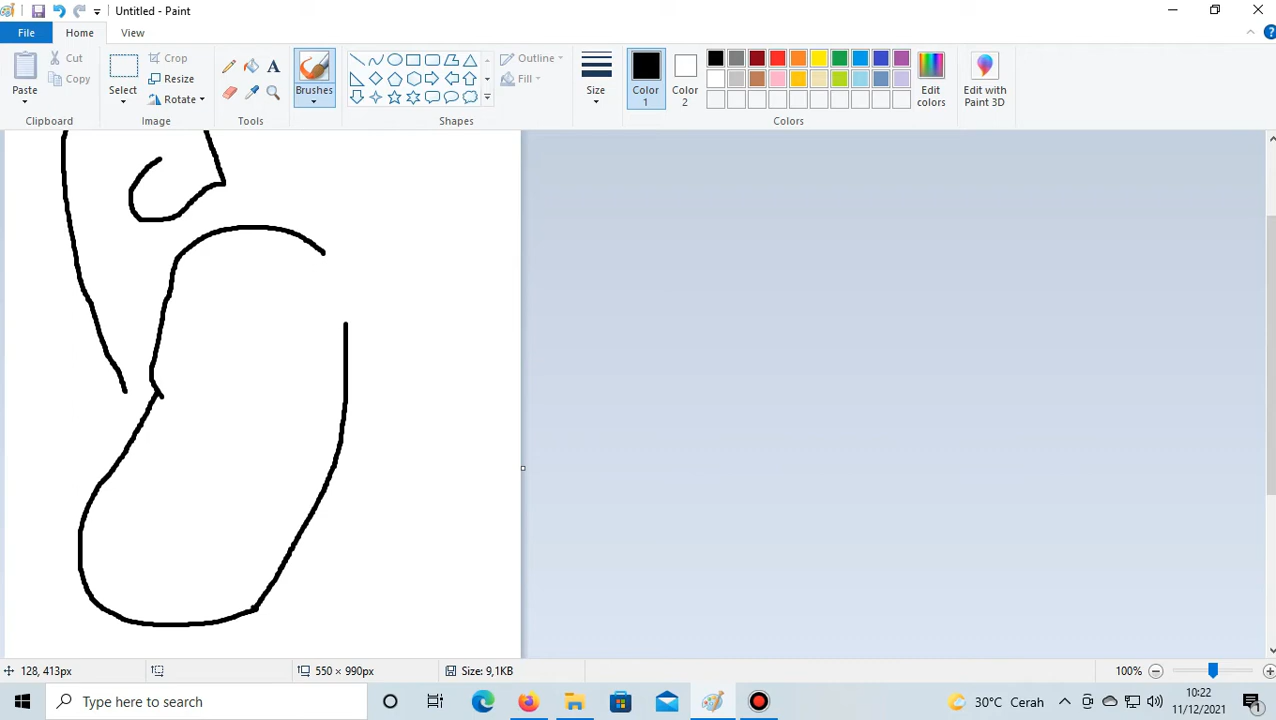 Untitled - Paint
File Home View
Paste
Cut
Copy
Clipboard
Select
Crop
Resize
Rotate
Image
A
Tools
Brushes
Outline
Fill
Shapes
Size
Color 1
Color 2
Edit colors
Edit with Paint 3D
Colors
128, 413px
550 × 990px
Size: 9,1KB
100%
Type here to search
30°C Cerah
10:22
11/12/2021
1